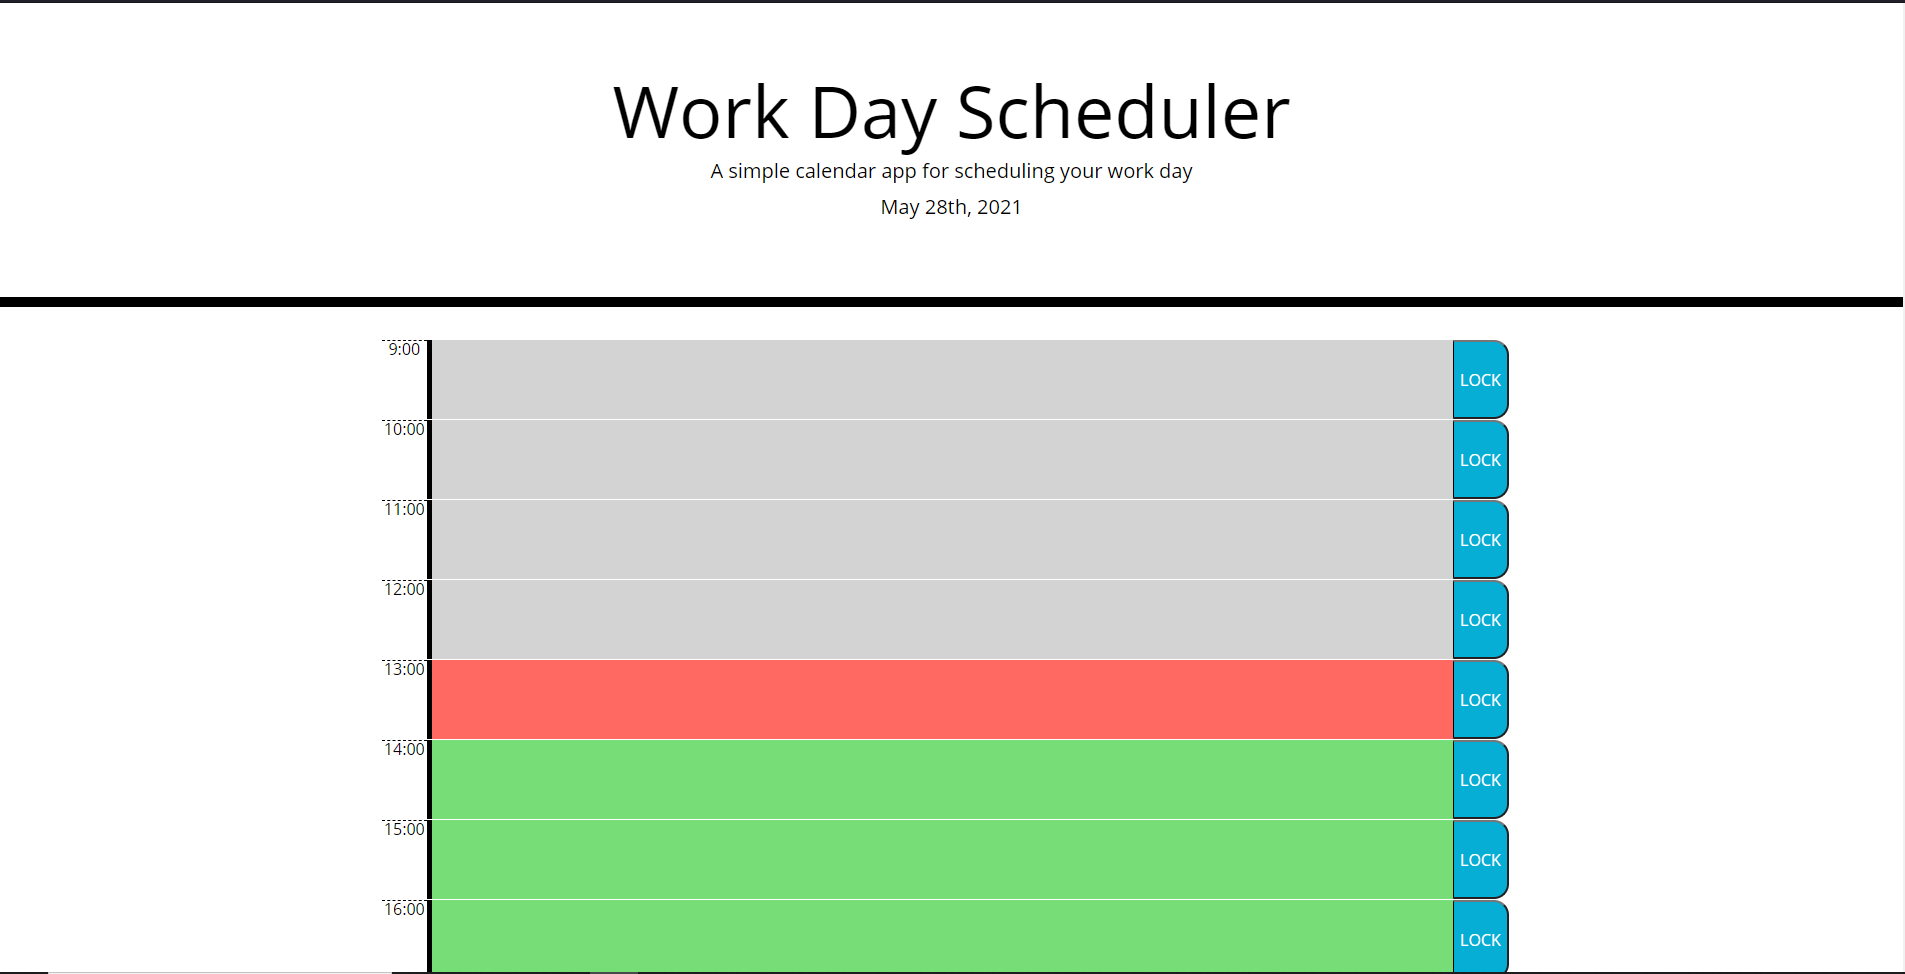 Work Day Scheduler
A simple calendar app for scheduling your work day
May 28th, 2021
9:00
LOCK
10:00
LOCK
11:00
LOCK
12:00
LOCK
13:00
LOCK
14:00
LOCK
15:00
LOCK
16:00
LOCK